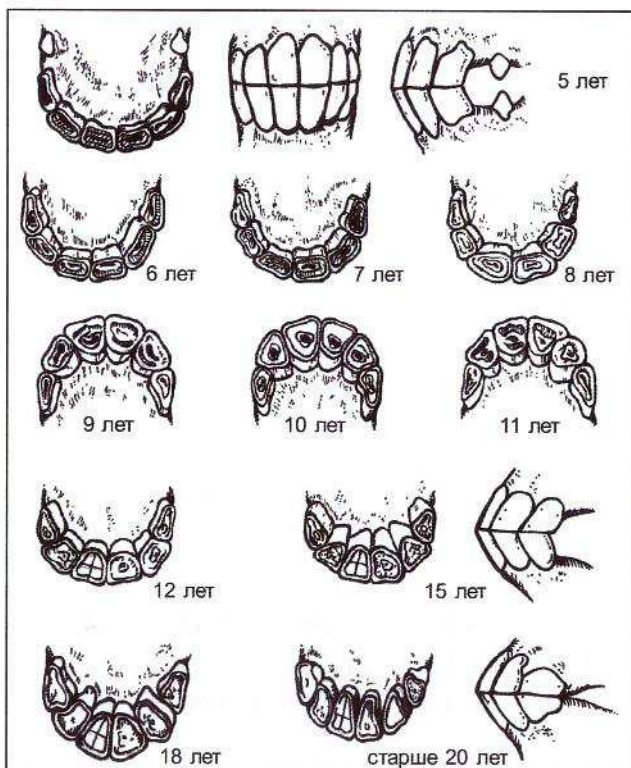 5 лет
6 лет
7 лет
8 лет
9 лет
10 лет
11 лет
12 лет
15 лет
18 лет
старше 20 лет